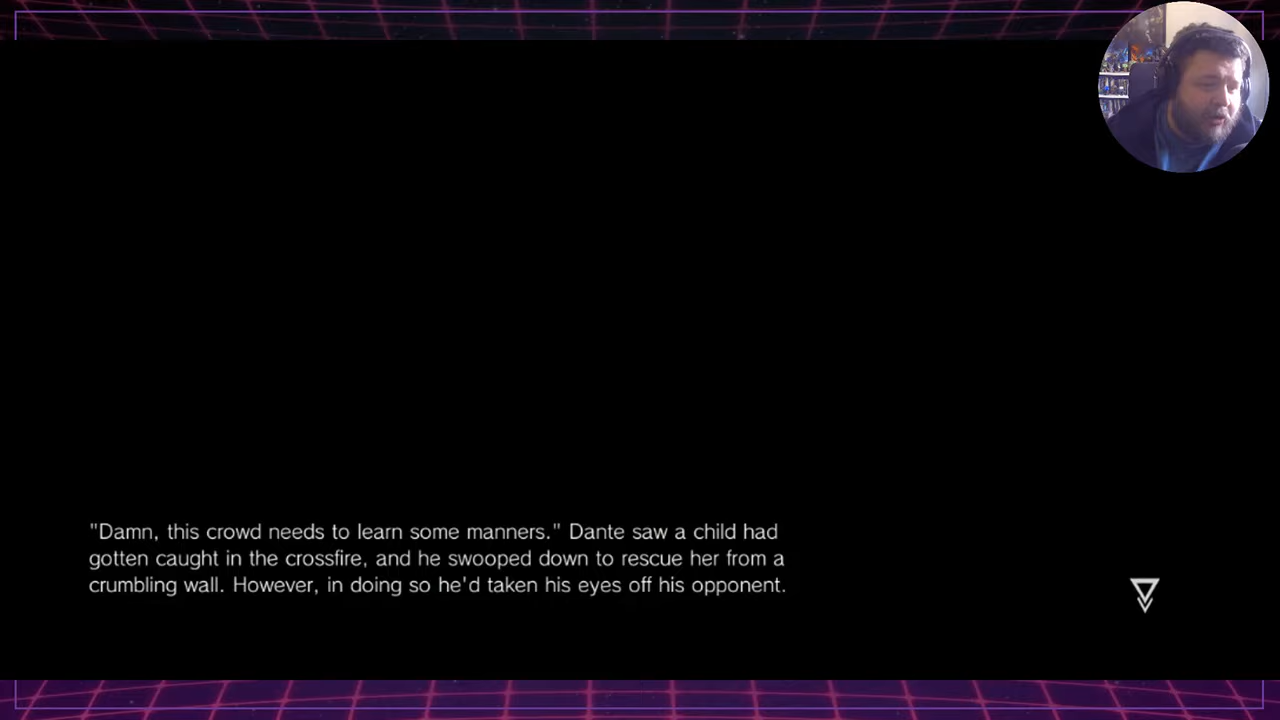 "Damn, this crowd needs to learn some manners." Dante saw a child had
gotten caught in the crossfire, and he swooped down to rescue her from a
crumbling wall. However, in doing so he'd taken his eyes off his opponent.